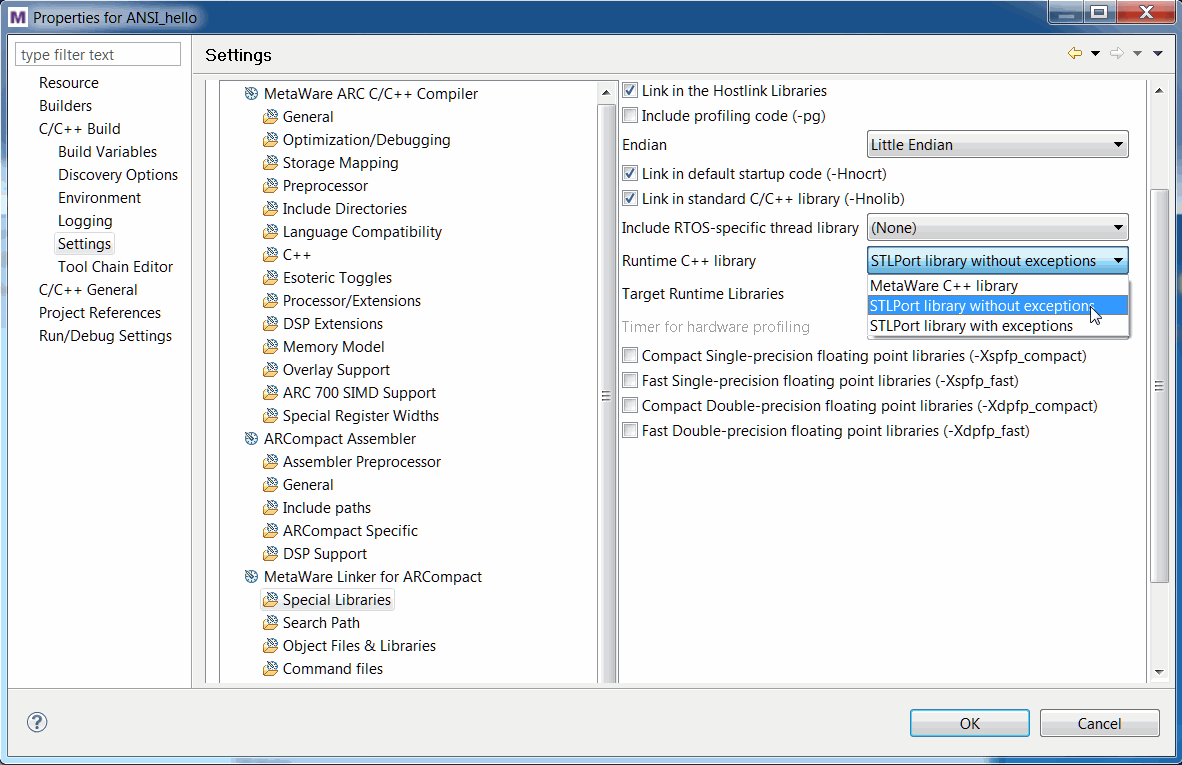 M Properties for ANSI_hello
type filter text
Resource
Builders
C/C++ Build
Build Variables
Discovery Options
Environment
Logging
Settings
Tool Chain Editor
C/C++ General
Project References
Run/Debug Settings
Settings
MetaWare ARC C/C++ Compiler
General
Optimization/Debugging
Storage Mapping
Preprocessor
Include Directories
Language Compatibility
C++
Esoteric Toggles
Processor/Extensions
DSP Extensions
Memory Model
Overlay Support
ARC 700 SIMD Support
Special Register Widths
ARCompact Assembler
Assembler Preprocessor
General
Include paths
ARCompact Specific
DSP Support
MetaWare Linker for ARCompact
Special Libraries
Search Path
Object Files & Libraries
Command files
Link in the Hostlink Libraries
Include profiling code (-pg)
Endian Little Endian
Link in default startup code (-Hnocrt)
Link in standard C/C++ library (-Hnolib)
Include RTOS-specific thread library (None)
Runtime C++ library STLPort library without exceptions
MetaWare C++ library
STLPort library without exceptions
STLPort library with exceptions
Target Runtime Libraries
Timer for hardware profiling
Compact Single-precision floating point libraries (-Xspfp_compact)
Fast Single-precision floating point libraries (-Xspfp_fast)
Compact Double-precision floating point libraries (-Xdpfp_compact)
Fast Double-precision floating point libraries (-Xdpfp_fast)
?
OK
Cancel